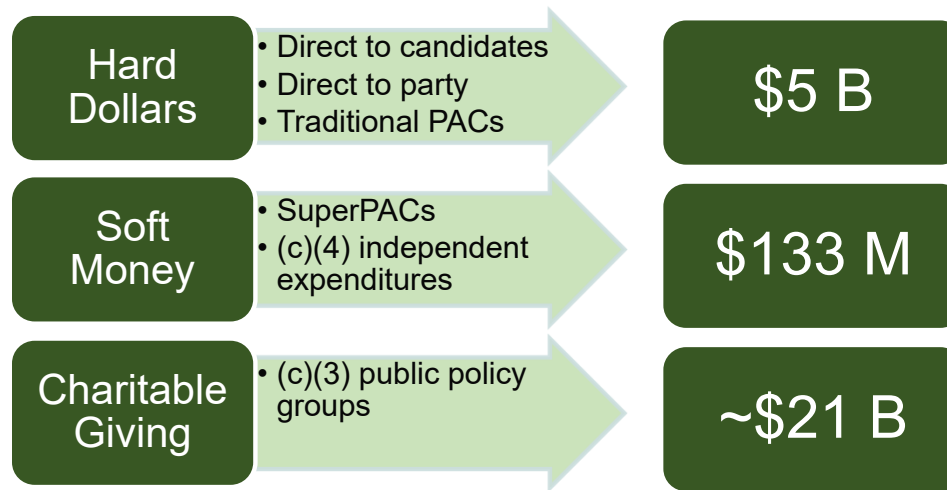 Hard
Dollars
• Direct to candidates
• Direct to party
• Traditional PACs
$5 B
Soft
Money
• SuperPACs
• (c)(4) independent
expenditures
$133 M
Charitable
Giving
• (c)(3) public policy
groups
~$21 B